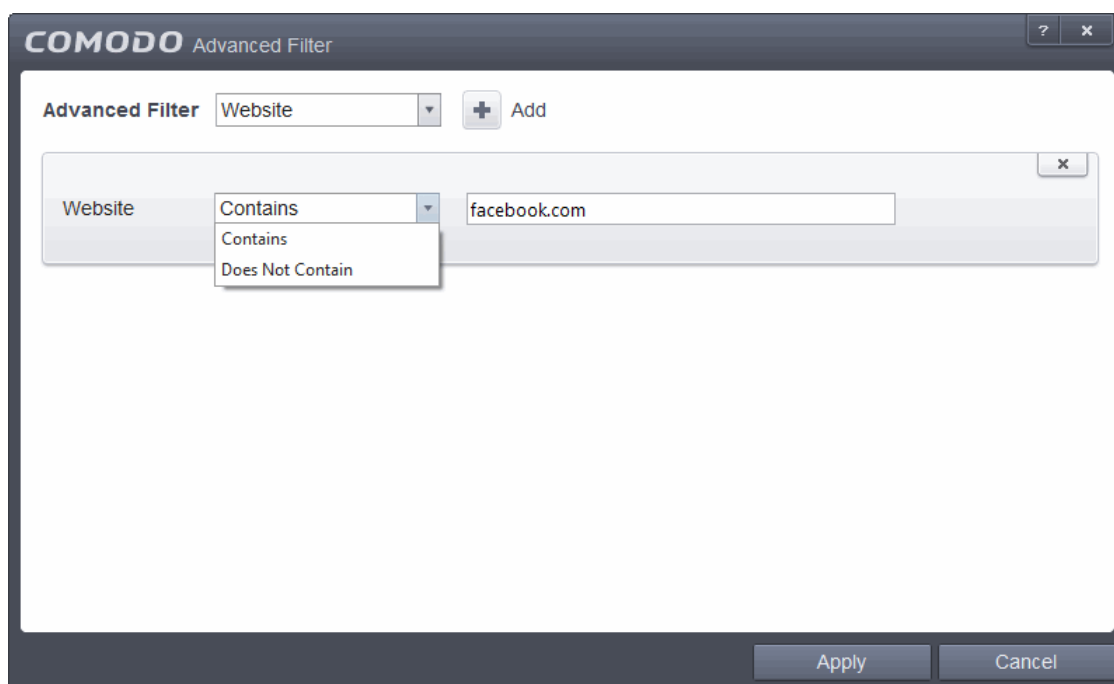 COMODO Advanced Filter ? x
Advanced Filter Website + Add
x
Website Contains facebook.com
Contains
Does Not Contain
Apply Cancel